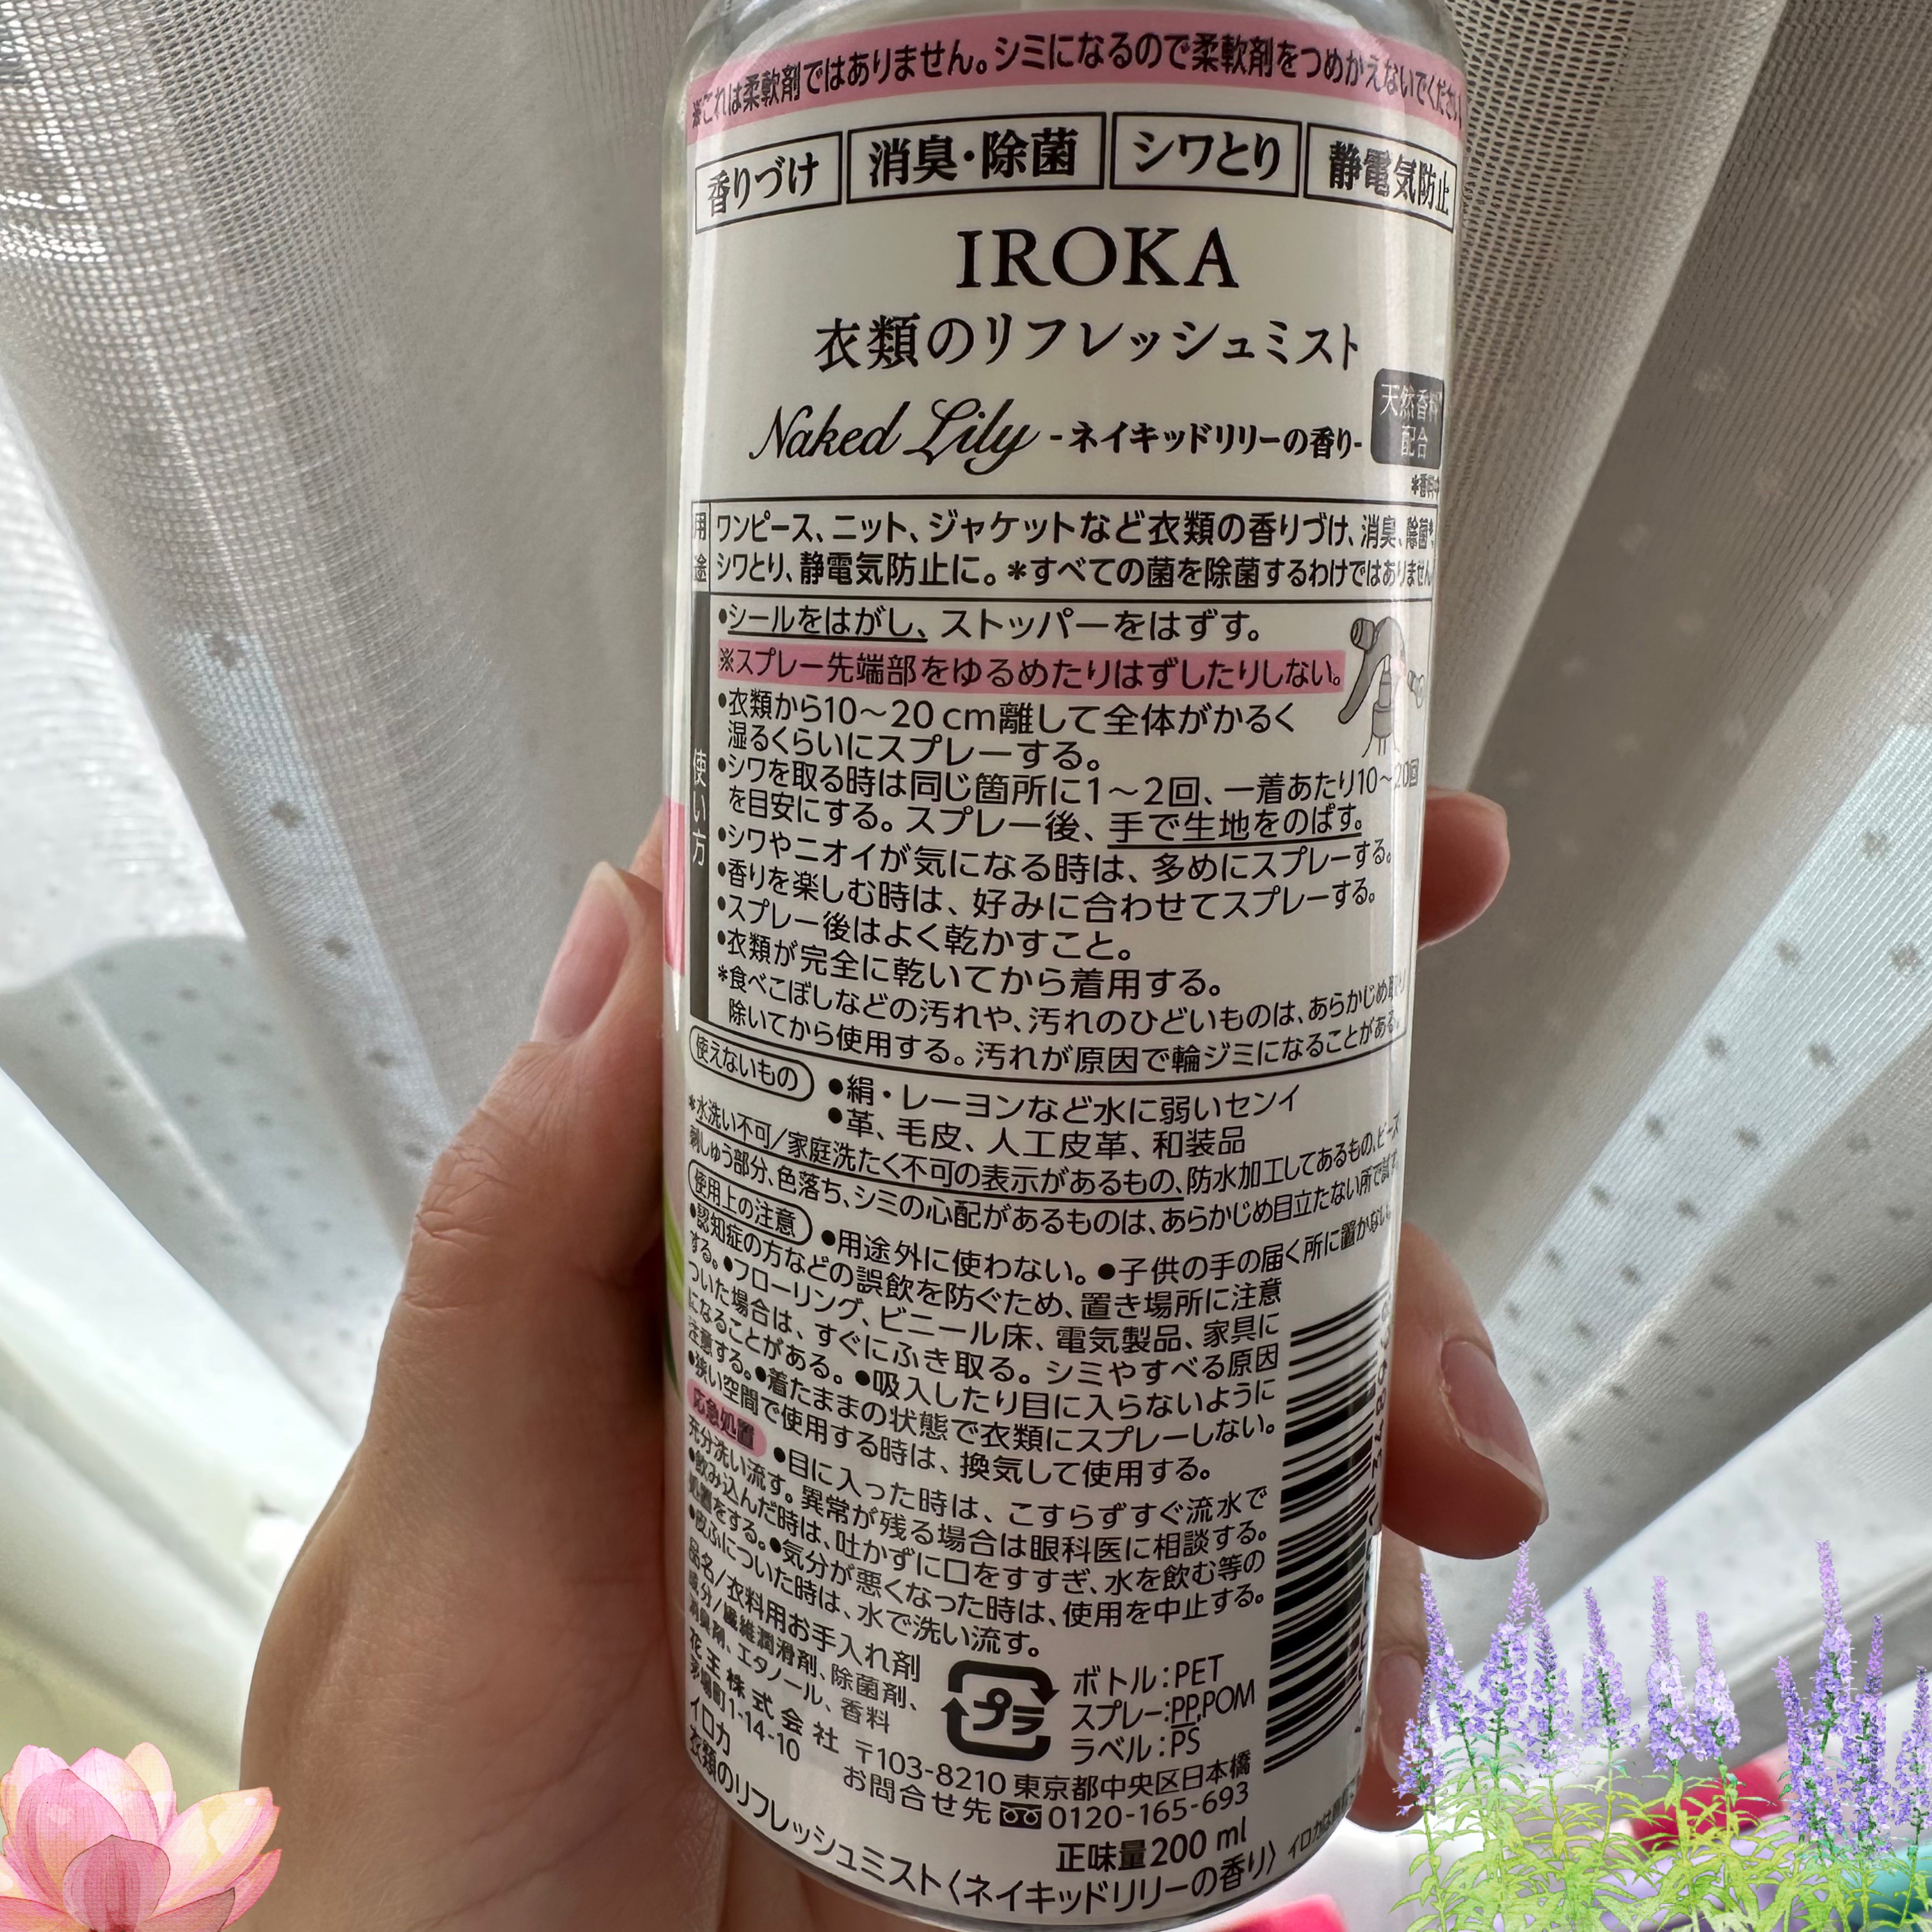 ※これは柔軟剤ではありません。シミになるので柔軟剤をつめかえないでください
香りづけ 消臭・除菌 シワとり 静電気防止
IROKA
衣類のリフレッシュミスト
Naked Lily -ネイキッドリリーの香り-
天然香料
配合
用途
ワンピース、ニット、ジャケットなど衣類の香りづけ、消臭、除菌*、
シワとり、静電気防止に。*すべての菌を除菌するわけではありません
使い方
•シールをはがし、ストッパーをはずす。
※スプレー先端部をゆるめたりはずしたりしない。
•衣類から10～20cm離して全体がかるく
湿るくらいにスプレーする。
•シワを取る時は同じ箇所に1～2回、一着あたり10～20回
を目安にする。スプレー後、手で生地をのばす。
•シワやニオイが気になる時は、多めにスプレーする。
•香りを楽しむ時は、好みに合わせてスプレーする。
•スプレー後はよく乾かすこと。
•衣類が完全に乾いてから着用する。
*食べこぼしなどの汚れや、汚れのひどいものは、あらかじめ取り
除いてから使用する。汚れが原因で輪ジミになることがある。
使えないもの ●絹・レーヨンなど水に弱いセンイ
●革、毛皮、人工皮革、和装品
*水洗い不可/家庭洗たく不可の表示があるもの、防水加工してあるもの、ビーズ
刺しゅう部分、色落ち、シミの心配があるものは、あらかじめ目立たない所で試す
使用上の注意 ●用途外に使わない。●子供の手の届く所に置かない。
●認知症の方などの誤飲を防ぐため、置き場所に注意
する。●フローリング、ビニール床、電気製品、家具に
ついた場合は、すぐにふき取る。シミやすべる原因
になることがある。●吸入したり目に入らないように
注意する。●着たままの状態で衣類にスプレーしない。
●狭い空間で使用する時は、換気して使用する。
応急処置 ●目に入った時は、こすらずすぐ流水で
充分洗い流す。異常が残る場合は眼科医に相談する。
●飲み込んだ時は、吐かずに口をすすぎ、水を飲む等の
処置をする。●気分が悪くなった時は、使用を中止する。
●皮ふについた時は、水で洗い流す。
品名/衣料用お手入れ剤
成分/繊維潤滑剤、除菌剤、
消臭剤、エタノール、香料
プラ
ボトル:PET
スプレー:PP,POM
ラベル:PS
花王株式会社 〒103-8210 東京都中央区日本橋
茅場町1-14-10 お問合せ先 0120-165-693
イロカ 正味量200 ml
衣類のリフレッシュミスト〈ネイキッドリリーの香り〉